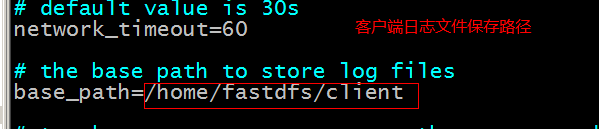 # default value is 30s
network_timeout=60
客户端日志文件保存路径
# the base path to store log files
base_path=/home/fastdfs/client